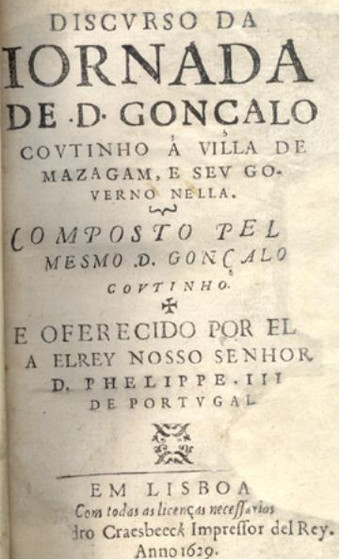 DISCVRSO DA
IORNADA
DE .D. GONÇALO
COVTINHO Â VILLA DE
MAZAGAM, E SEV GO-
VERNO NELLA.
COMPOSTO PEL
MESMO .D. GONÇALO
COVTINHO.
E OFERECIDO POR EL
A ELREY NOSSO SENHOR
D. PHELIPPE. III
DE PORTVGAL
EM LISBOA
Com todas as licenças necessarias
dro Craesbeeck Impressor del Rey.
Anno 1629.